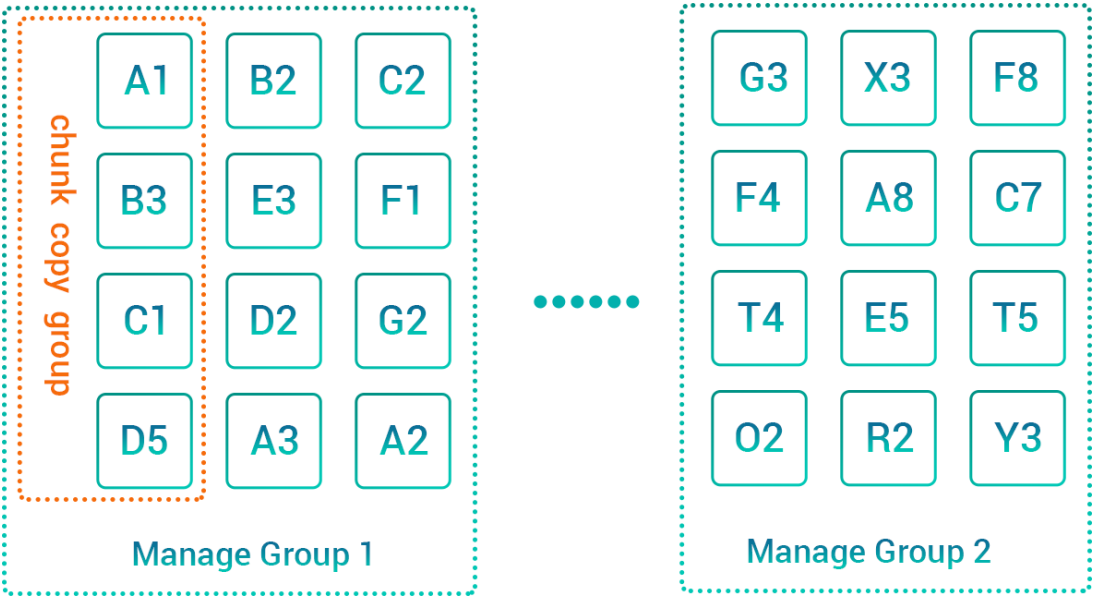 chunk copy group
A1 B2 C2
B3 E3 F1
C1 D2 G2
D5 A3 A2
Manage Group 1
G3 X3 F8
F4 A8 C7
T4 E5 T5
O2 R2 Y3
Manage Group 2